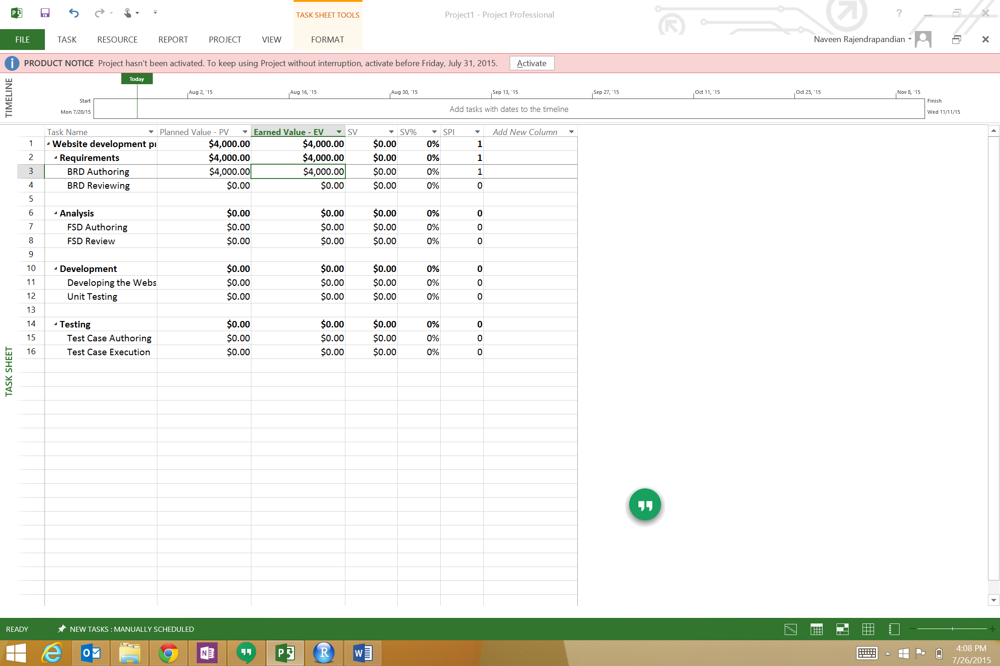 TASK SHEET TOOLS
Project1 - Project Professional
?
FILE TASK RESOURCE REPORT PROJECT VIEW FORMAT
Naveen Rajendrapandian
PRODUCT NOTICE Project hasn't been activated. To keep using Project without interruption, activate before Friday, July 31, 2015. Activate
TIMELINE
Today
Aug 2, '15 Aug 16, '15 Aug 30, '15 Sep 13, '15 Sep 27, '15 Oct 11, '15 Oct 25, '15 Nov 8, '15
Start
Mon 7/20/15
Add tasks with dates to the timeline
Finish
Wed 11/11/15
Task Name Planned Value - PV Earned Value - EV SV SV% SPI Add New Column
1 Website development pr $4,000.00 $4,000.00 $0.00 0% 1
2 Requirements $4,000.00 $4,000.00 $0.00 0% 1
3 BRD Authoring $4,000.00 $4,000.00 $0.00 0% 1
4 BRD Reviewing $0.00 $0.00 $0.00 0% 0
5
6 Analysis $0.00 $0.00 $0.00 0% 0
7 FSD Authoring $0.00 $0.00 $0.00 0% 0
8 FSD Review $0.00 $0.00 $0.00 0% 0
9
10 Development $0.00 $0.00 $0.00 0% 0
11 Developing the Webs $0.00 $0.00 $0.00 0% 0
12 Unit Testing $0.00 $0.00 $0.00 0% 0
13
14 Testing $0.00 $0.00 $0.00 0% 0
15 Test Case Authoring $0.00 $0.00 $0.00 0% 0
16 Test Case Execution $0.00 $0.00 $0.00 0% 0
TASK SHEET
READY NEW TASKS : MANUALLY SCHEDULED
4:08 PM
7/26/2015